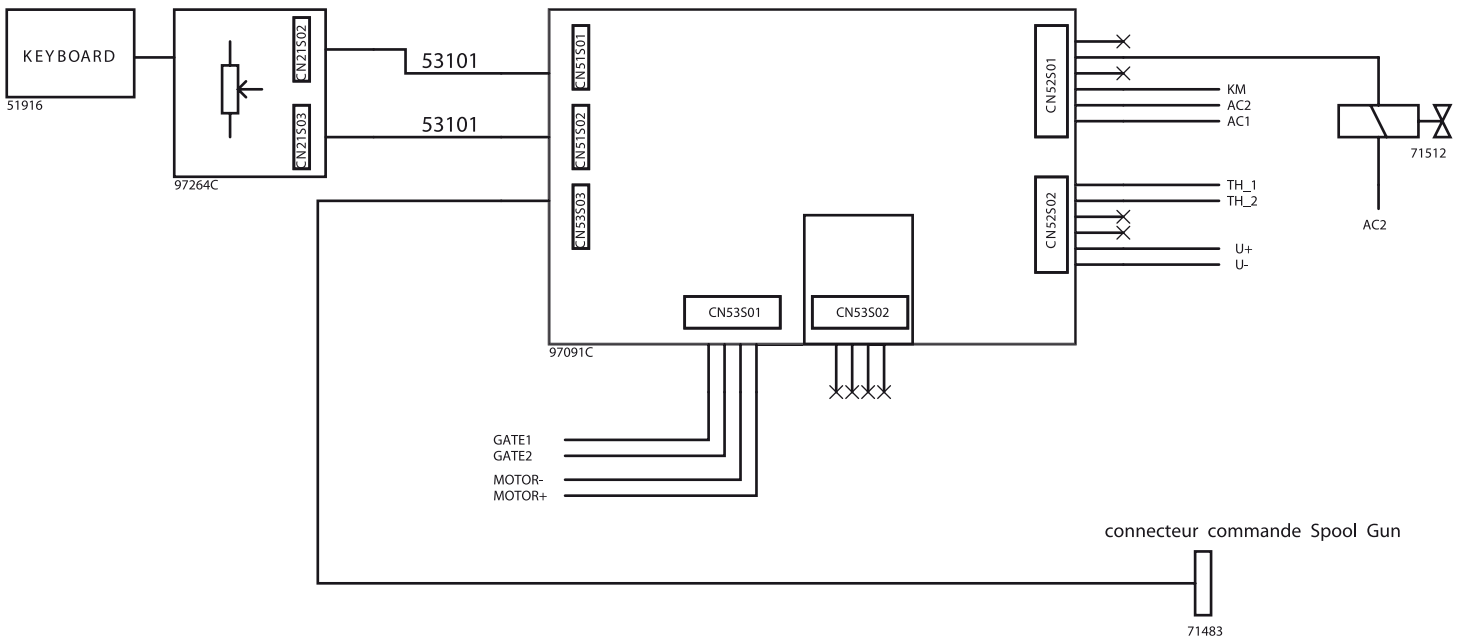 KEYBOARD
51916
CN21S02
CN21S03
97264C
53101
53101
CN51S01
CN51S02
CN53S03
CN52S01
CN52S02
CN53S01
CN53S02
97091C
KM
AC2
AC1
TH_1
TH_2
U+
U-
71512
AC2
GATE1
GATE2
MOTOR-
MOTOR+
connecteur commande Spool Gun
71483